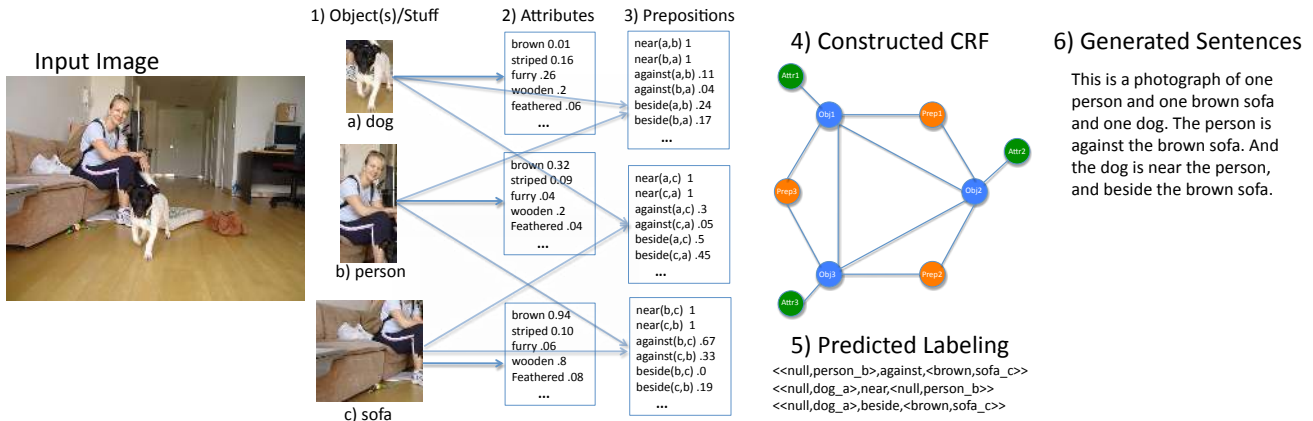 Input Image
1) Object(s)/Stuff
a) dog
b) person
c) sofa
2) Attributes
brown 0.01
striped 0.16
furry .26
wooden .2
feathered .06
...
brown 0.32
striped 0.09
furry .04
wooden .2
Feathered .04
...
brown 0.94
striped 0.10
furry .06
wooden .8
Feathered .08
...
3) Prepositions
near(a,b) 1
near(b,a) 1
against(a,b) .11
against(b,a) .04
beside(a,b) .24
beside(b,a) .17
...
near(a,c) 1
near(c,a) 1
against(a,c) .3
against(c,a) .05
beside(a,c) .5
beside(c,a) .45
...
near(b,c) 1
near(c,b) 1
against(b,c) .67
against(c,b) .33
beside(b,c) .0
beside(c,b) .19
...
4) Constructed CRF
Attr1
Obj1
Prep1
Attr2
Prep3
Obj2
Obj3
Prep2
Attr3
5) Predicted Labeling
<<null,person_b>,against,<brown,sofa_c>>
<<null,dog_a>,near,<null,person_b>>
<<null,dog_a>,beside,<brown,sofa_c>>
6) Generated Sentences
This is a photograph of one
person and one brown sofa
and one dog. The person is
against the brown sofa. And
the dog is near the person,
and beside the brown sofa.